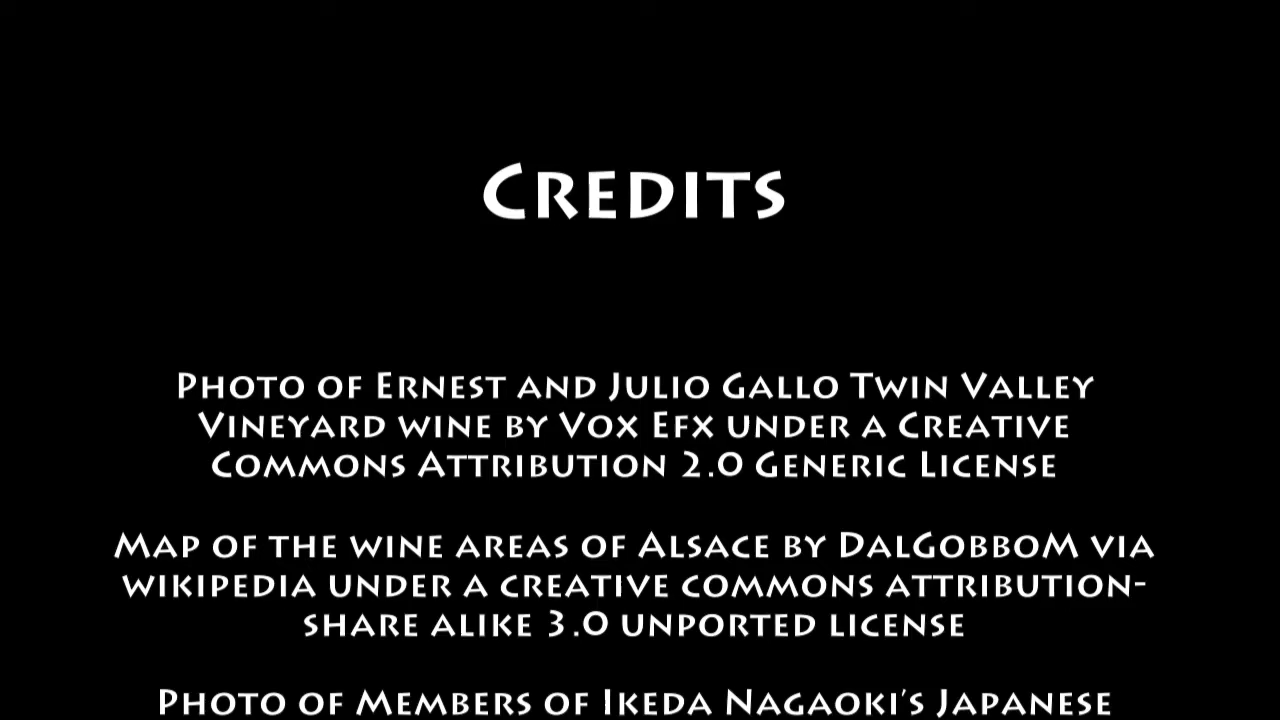 Credits
Photo of Ernest and Julio Gallo Twin Valley
Vineyard wine by Vox Efx under a Creative
Commons Attribution 2.0 Generic License
Map of the wine areas of Alsace by DalGobboM via
wikipedia under a creative commons attribution-
share alike 3.0 unported license
Photo of Members of Ikeda Nagaoki's Japanese